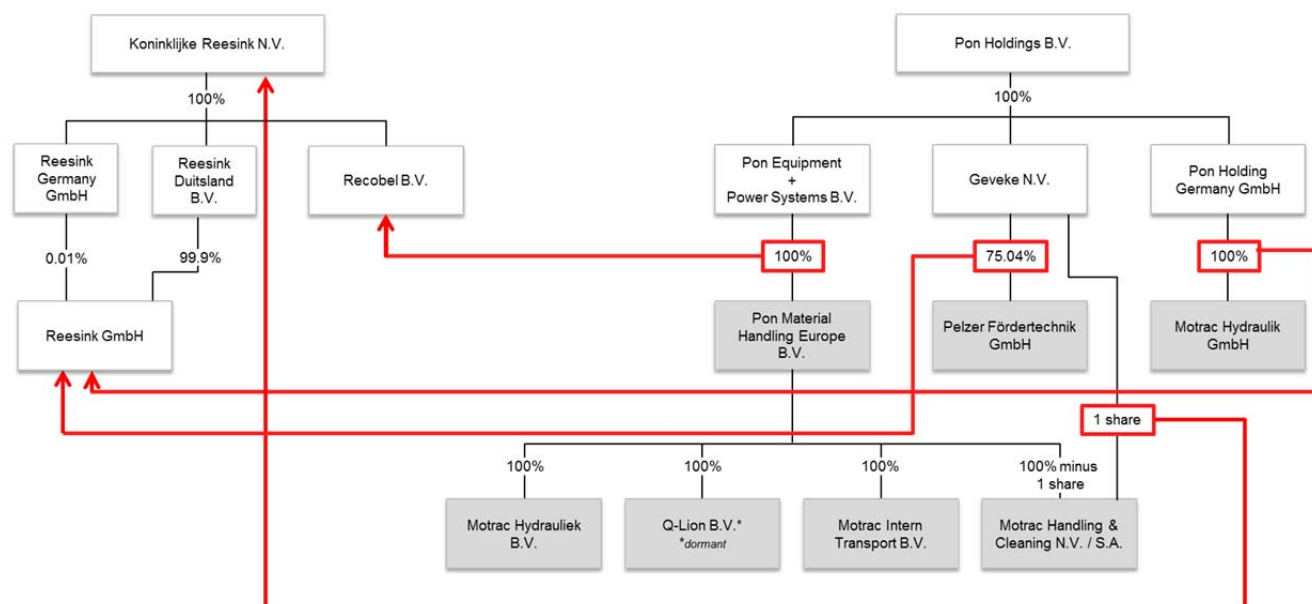 Koninklijke Reesink N.V.
Pon Holdings B.V.
100%
100%
Reesink
Germany
GmbH
Reesink
Duitsland
B.V.
Recobel B.V.
Pon Equipment
+
Power Systems B.V.
Geveke N.V.
Pon Holding
Germany GmbH
0.01%
99.9%
100%
75.04%
100%
Reesink GmbH
Pon Material
Handling Europe
B.V.
Pelzer Fördertechnik
GmbH
Motrac Hydraulik
GmbH
1 share
100%
100%
100%
100% minus
1 share
Motrac Hydrauliek
B.V.
Q-Lion B.V.*
*dormant
Motrac Intern
Transport B.V.
Motrac Handling &
Cleaning N.V. / S.A.